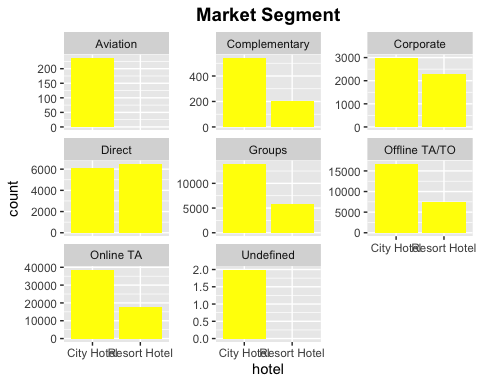 Market Segment
Aviation
Complementary
Corporate
200
150
100
50
0
400
200
0
3000
2000
1000
0
Direct
Groups
Offline TA/TO
6000
4000
2000
0
10000
5000
0
15000
10000
5000
0
count
City Hotel Resort Hotel
Online TA
Undefined
40000
30000
20000
10000
0
2.0
1.5
1.0
0.5
0.0
City Hotel Resort Hotel
City Hotel Resort Hotel
hotel